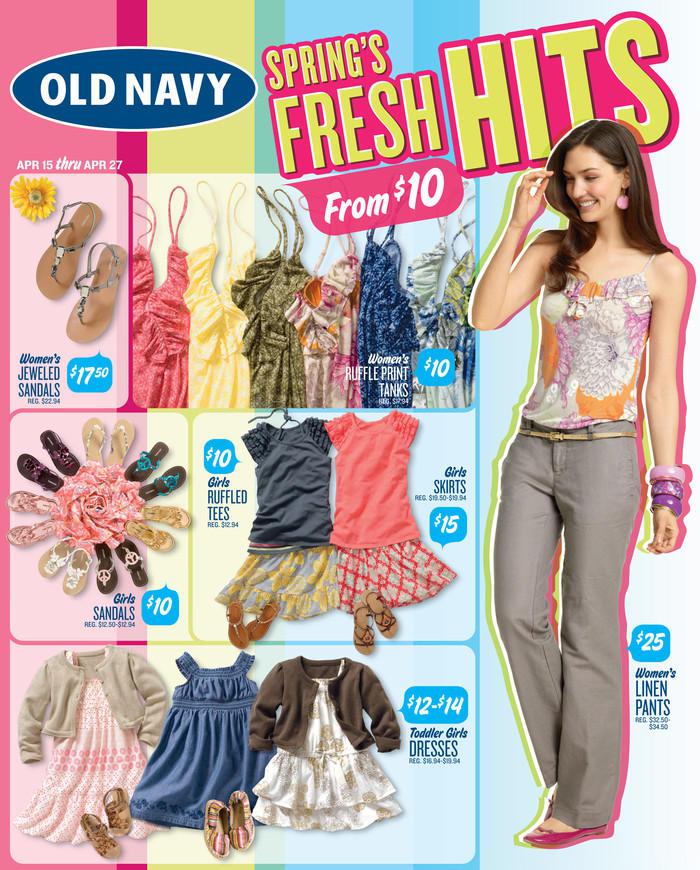 OLD NAVY
SPRING'S
FRESH
HITS
From $10
APR 15 thru APR 27
Women's
JEWELED
SANDALS
REG. $22.94
$17.50
Women's
RUFFLE PRINT
TANKS
REG. $17.94
$10
$10
Girls
RUFFLED
TEES
REG. $12.94
Girls
SKIRTS
REG. $19.50-$19.94
$15
Girls
SANDALS
REG. $12.50-$12.94
$10
$12-$14
Toddler Girls
DRESSES
REG. $16.94-$19.94
$25
Women's
LINEN
PANTS
REG. $32.50-
$34.50